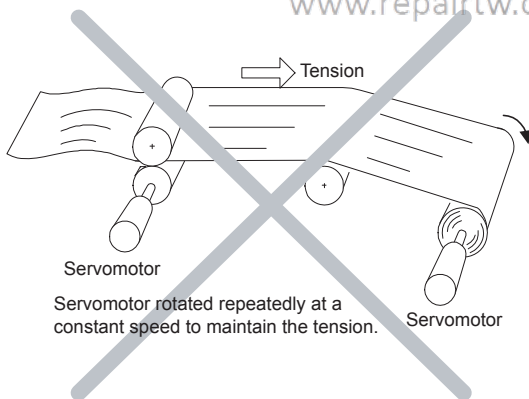 www.repairtw.c
Tension
Servomotor
Servomotor rotated repeatedly at a
constant speed to maintain the tension.
Servomotor